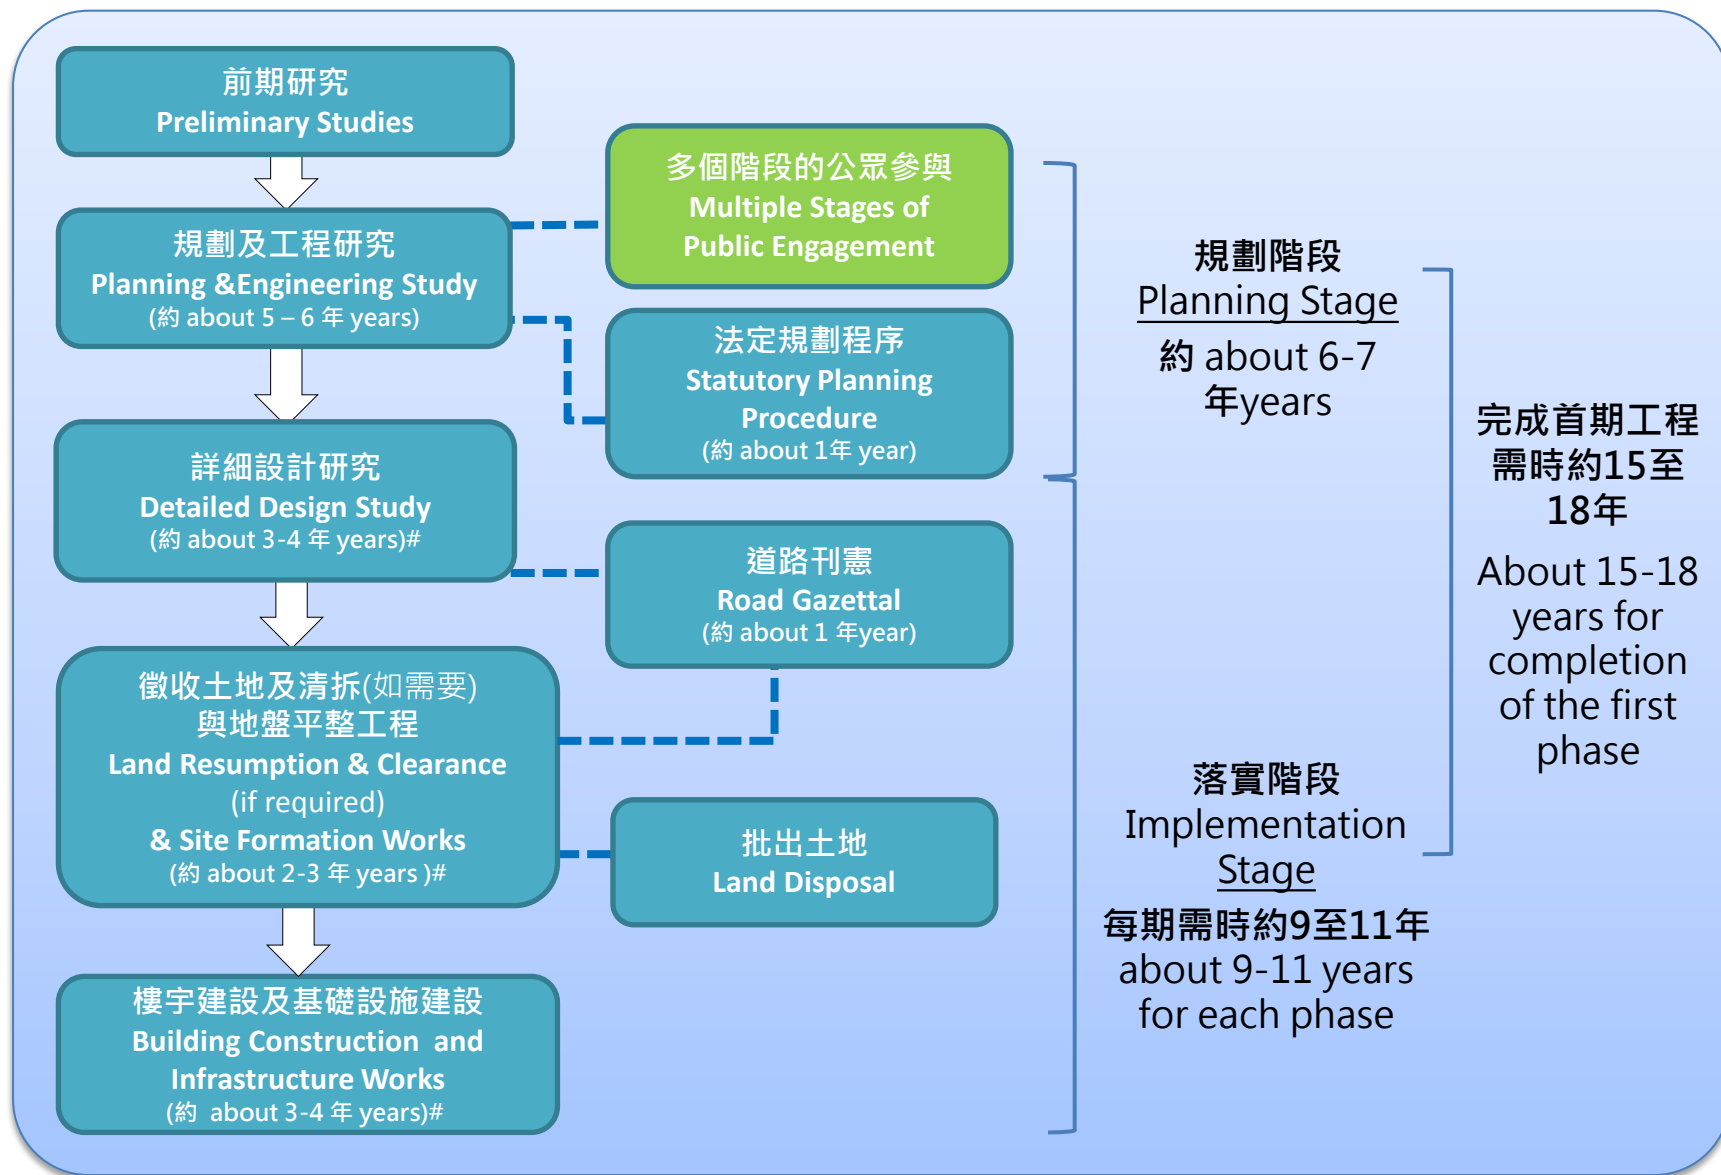 前期研究
Preliminary Studies
規劃及工程研究
Planning &Engineering Study
(約 about 5 – 6 年 years)
詳細設計研究
Detailed Design Study
(約 about 3-4 年 years)#
徵收土地及清拆(如需要)
與地盤平整工程
Land Resumption & Clearance
(if required)
& Site Formation Works
(約 about 2-3 年 years )#
樓宇建設及基礎設施建設
Building Construction and
Infrastructure Works
(約 about 3-4 年 years)#
多個階段的公眾參與
Multiple Stages of
Public Engagement
法定規劃程序
Statutory Planning
Procedure
(約 about 1年 year)
道路刊憲
Road Gazettal
(約 about 1 年year)
批出土地
Land Disposal
規劃階段
Planning Stage
約 about 6-7
年years
落實階段
Implementation
Stage
每期需時約9至11年
about 9-11 years
for each phase
完成首期工程
需時約15至
18年
About 15-18
years for
completion
of the first
phase